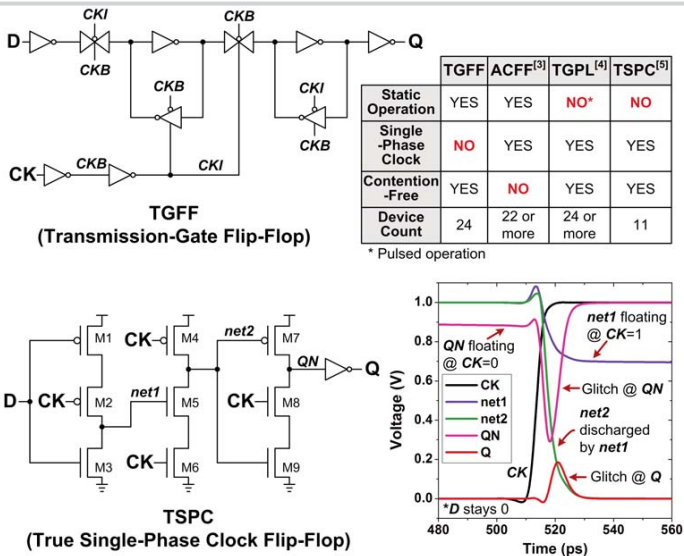 CKI
CKB
D
Q
CKB
CKB
CKI
CKB
CK
CKB
CKI
TGFF
(Transmission-Gate Flip-Flop)
TGFF ACFF[3] TGPL[4] TSPC[5]
Static Operation YES YES NO* NO
Single-Phase Clock NO YES YES YES
Contention-Free YES NO YES YES
Device Count 24 22 or more 24 or more 11
* Pulsed operation
D
M1
CK M2
M3
net1
CK M4
M5
CK M6
net2
M7
CK M8
M9
QN
Q
TSPC
(True Single-Phase Clock Flip-Flop)
Voltage (V)
1.0
0.8
0.6
0.4
0.2
0.0
QN floating
@ CK=0
net1 floating
@ CK=1
CK
net1
net2
QN
Q
Glitch @ QN
net2
discharged
by net1
CK
Glitch @ Q
*D stays 0
480 500 520 540 560
Time (ps)